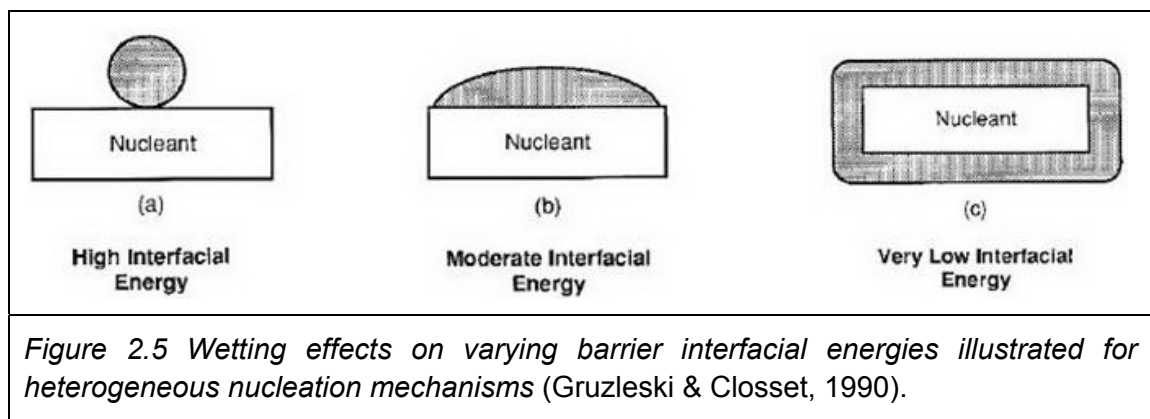 Nucleant
Nucleant
Nucleant
(a)
(b)
(c)
High Interfacial
Energy
Moderate Interfacial
Energy
Very Low Interfacial
Energy
Figure 2.5 Wetting effects on varying barrier interfacial energies illustrated for
heterogeneous nucleation mechanisms (Gruzleski & Closset, 1990).